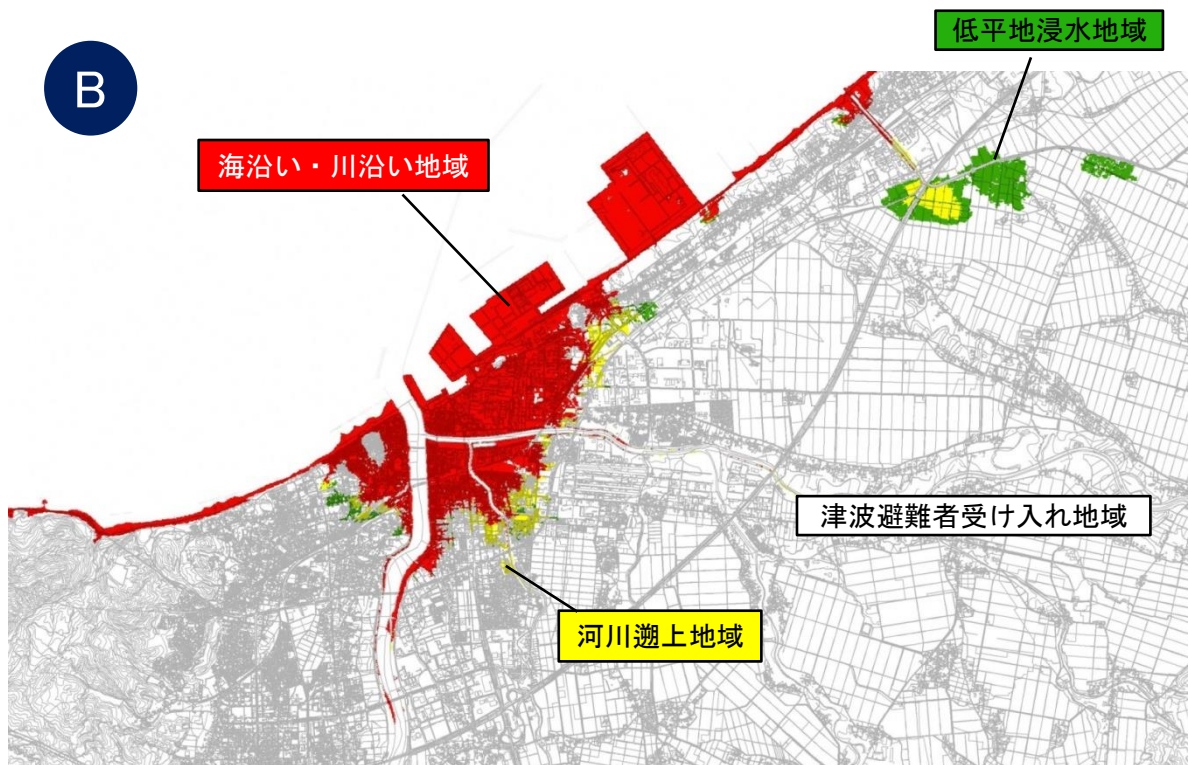 B
低平地浸水地域
海沿い・川沿い地域
津波避難者受け入れ地域
河川遡上地域